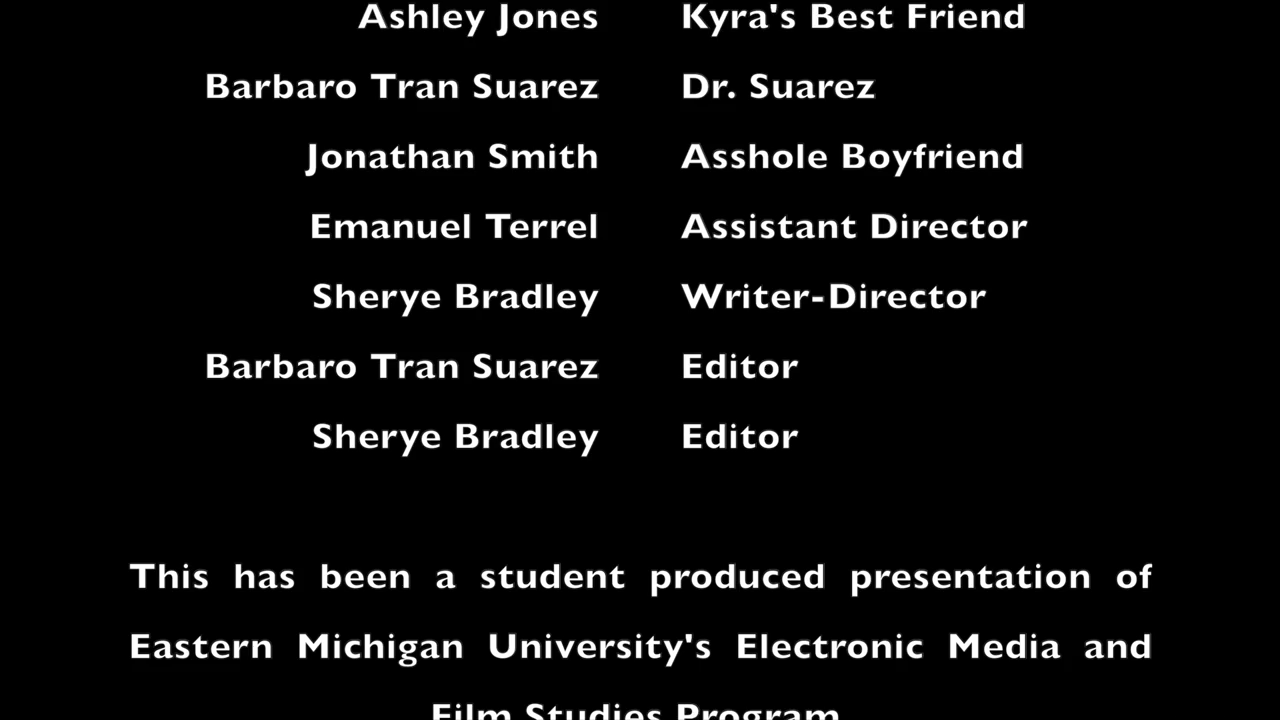 Ashley Jones Kyra's Best Friend
Barbaro Tran Suarez Dr. Suarez
Jonathan Smith Asshole Boyfriend
Emanuel Terrel Assistant Director
Sherye Bradley Writer-Director
Barbaro Tran Suarez Editor
Sherye Bradley Editor
This has been a student produced presentation of
Eastern Michigan University's Electronic Media and
Film Studies Program